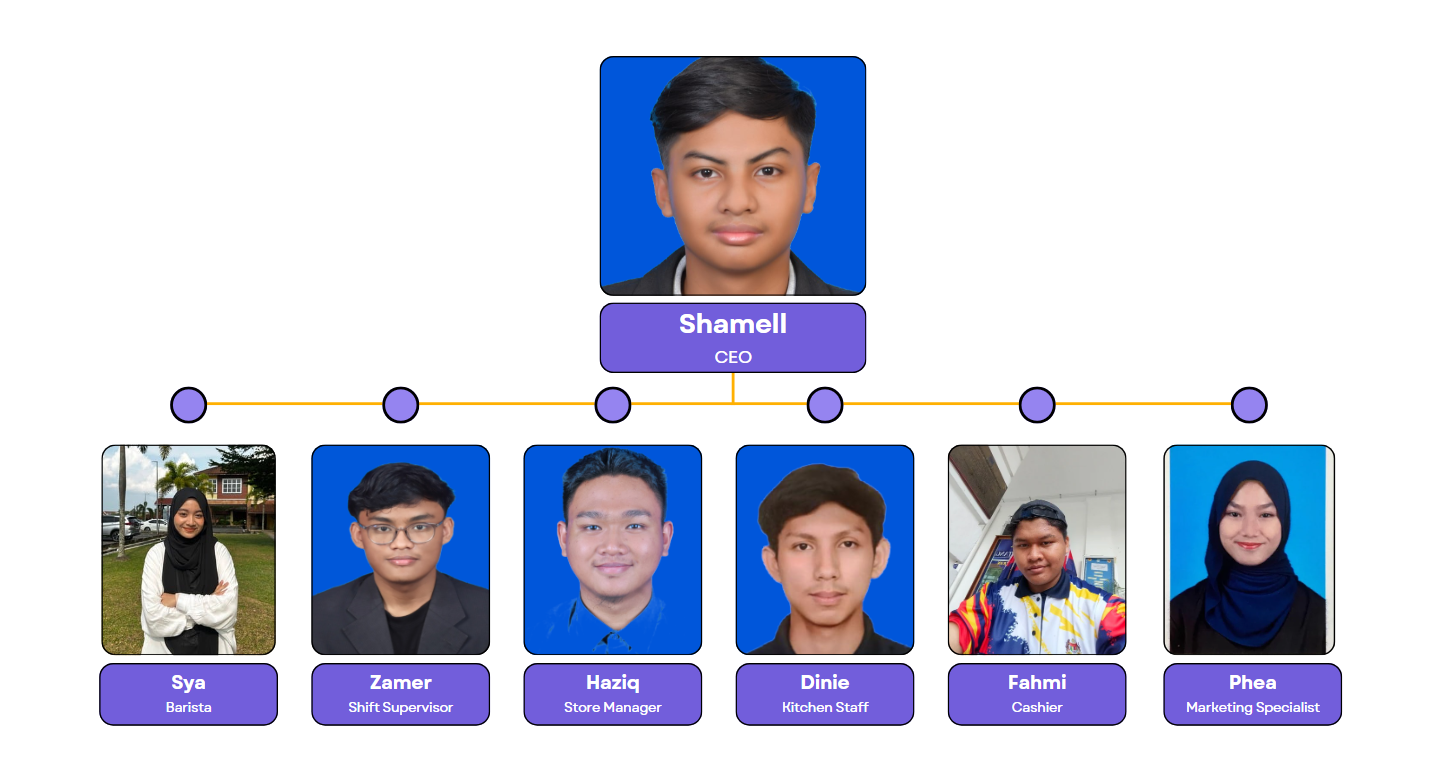 Shamell
CEO
Sya
Barista
Zamer
Shift Supervisor
Haziq
Store Manager
Dinie
Kitchen Staff
Fahmi
Cashier
Phea
Marketing Specialist